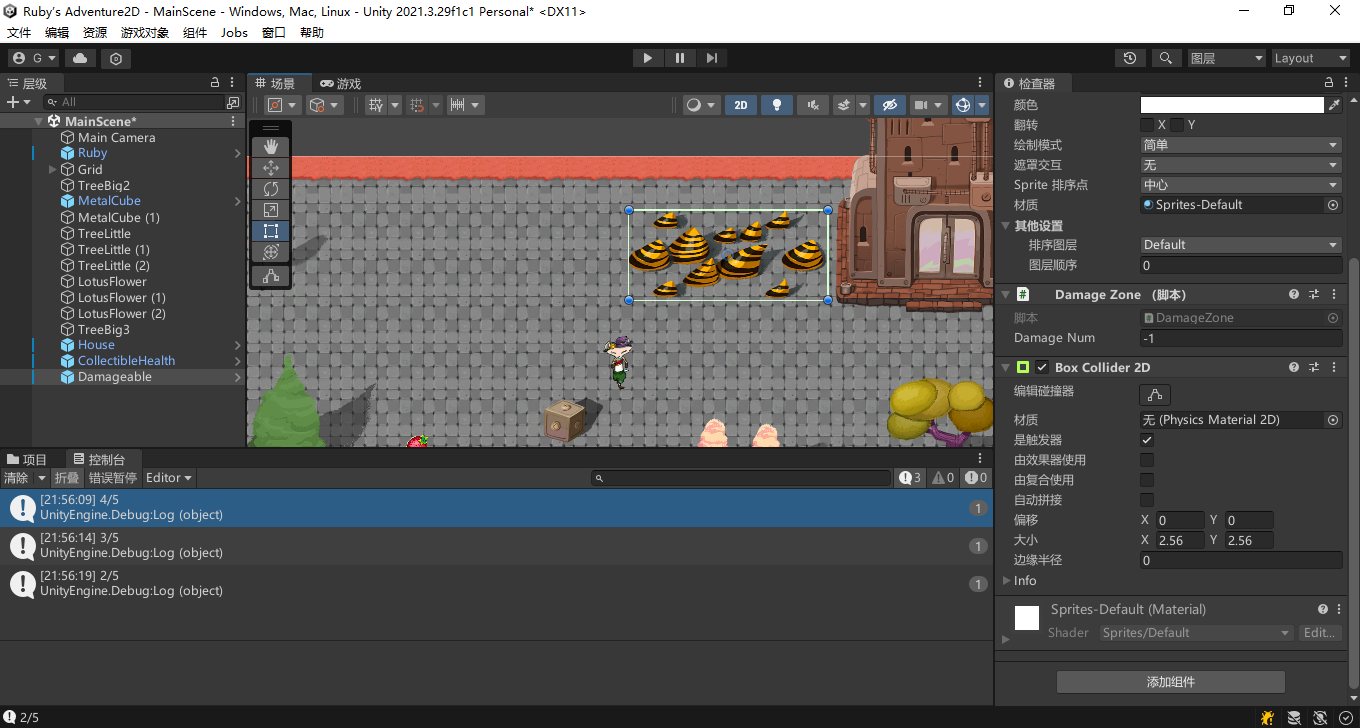 Ruby's Adventure2D - MainScene - Windows, Mac, Linux - Unity 2021.3.29f1c1 Personal* <DX11>
文件 编辑 资源 游戏对象 组件 Jobs 窗口 帮助
G 图层 Layout
层级
All
MainScene*
Main Camera
Ruby
Grid
TreeBig2
MetalCube
MetalCube (1)
TreeLittle
TreeLittle (1)
TreeLittle (2)
LotusFlower
LotusFlower (1)
LotusFlower (2)
TreeBig3
House
CollectibleHealth
Damageable
场景 游戏
2D
检查器
颜色
翻转 X Y
绘制模式 简单
遮罩交互 无
Sprite 排序点 中心
材质 Sprites-Default
其他设置
排序图层 Default
图层顺序 0
# Damage Zone （脚本）
脚本 DamageZone
Damage Num -1
Box Collider 2D
编辑碰撞器
材质 无 (Physics Material 2D)
是触发器
由效果器使用
由复合使用
自动拼接
偏移 X 0 Y 0
大小 X 2.56 Y 2.56
边缘半径 0
Info
Sprites-Default (Material)
Shader Sprites/Default Edit...
添加组件
项目 控制台
清除 折叠 错误暂停 Editor 3 0 0
[21:56:09] 4/5
UnityEngine.Debug:Log (object) 1
[21:56:14] 3/5
UnityEngine.Debug:Log (object) 1
[21:56:19] 2/5
UnityEngine.Debug:Log (object) 1
2/5